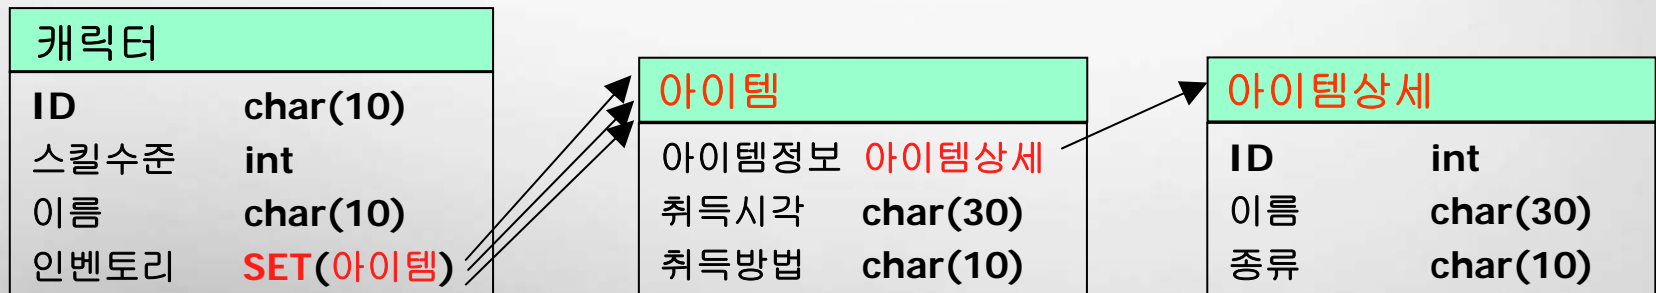 캐릭터
ID char(10)
스킬수준 int
이름 char(10)
인벤토리 SET(아이템)
아이템
아이템정보 아이템상세
취득시각 char(30)
취득방법 char(10)
아이템상세
ID int
이름 char(30)
종류 char(10)